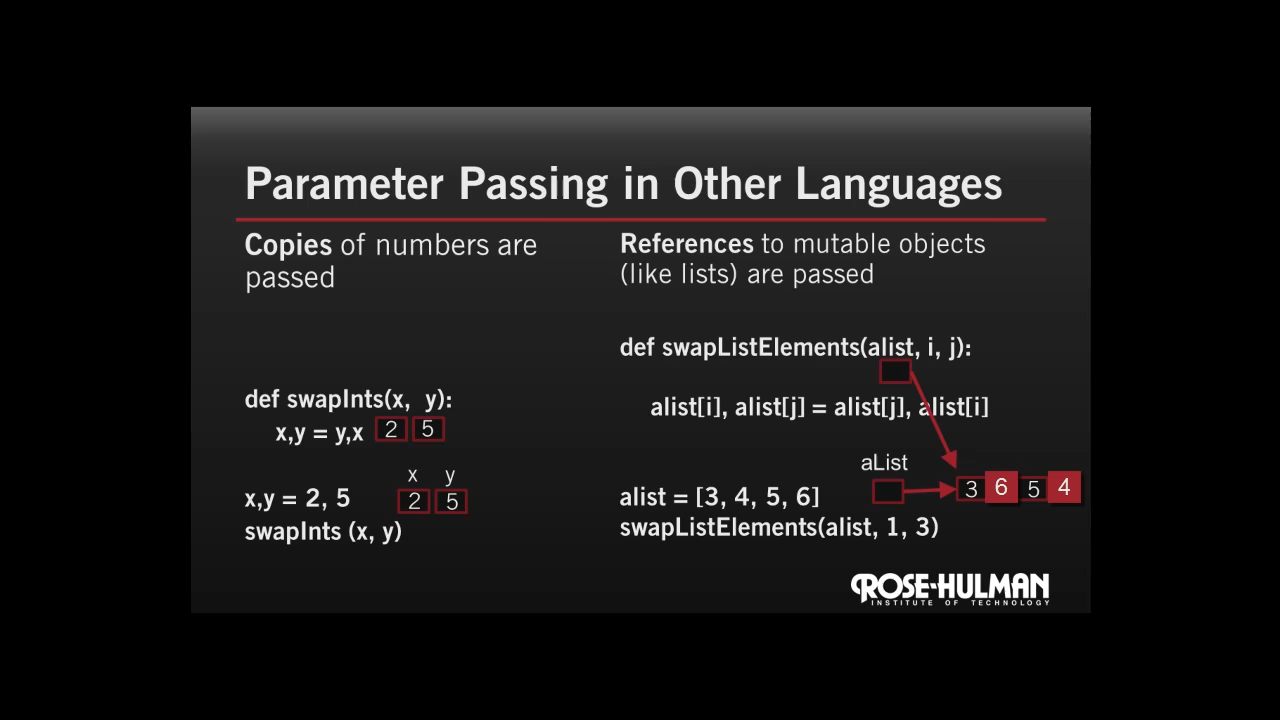 Parameter Passing in Other Languages
Copies of numbers are
passed
def swapInts(x, y):
x,y = y,x 2 5
x y
x,y = 2, 5 2 5
swapInts (x, y)
References to mutable objects
(like lists) are passed
def swapListElements(alist, i, j):
alist[i], alist[j] = alist[j], alist[i]
aList
alist = [3, 4, 5, 6] 3 6 5 4
swapListElements(alist, 1, 3)
ROSE-HULMAN
INSTITUTE OF TECHNOLOGY